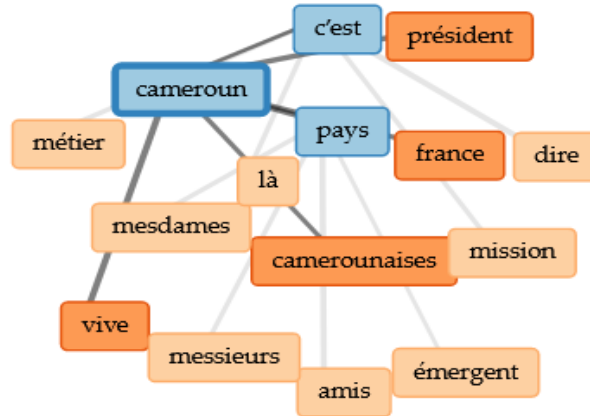 c'est
président
cameroun
pays
métier
france
dire
là
mesdames
camerounaises
mission
vive
messieurs
émergent
amis